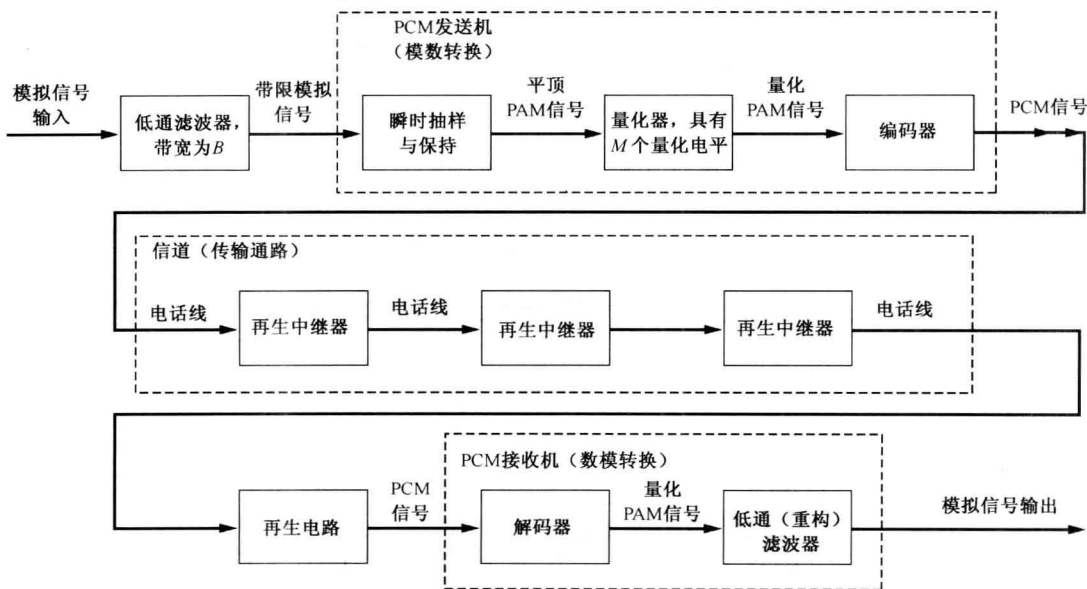 PCM发送机
（模数转换）
模拟信号
输入
低通滤波器，
带宽为B
带限模拟
信号
瞬时抽样
与保持
平顶
PAM信号
量化器，具有
M个量化电平
量化
PAM信号
编码器
PCM信号
信道（传输通路）
电话线
再生中继器
电话线
再生中继器
再生中继器
电话线
PCM接收机（数模转换）
再生电路
PCM
信号
解码器
量化
PAM信号
低通（重构）
滤波器
模拟信号输出